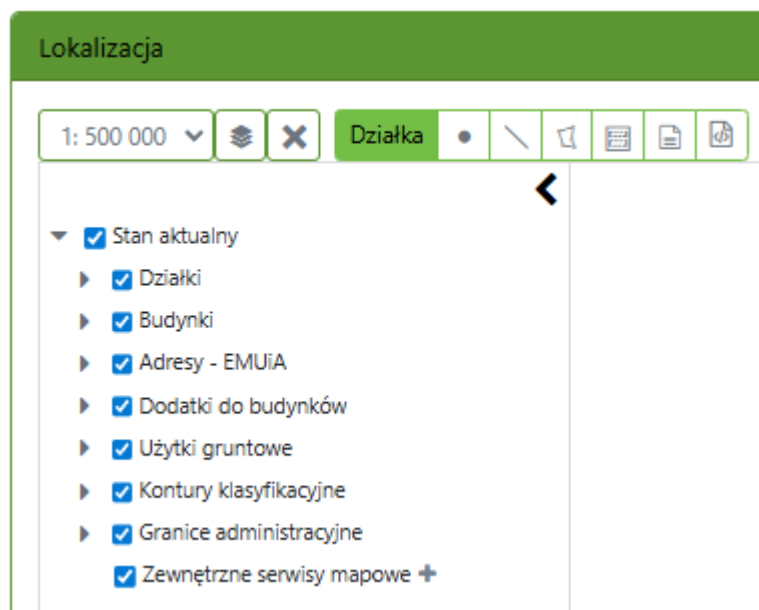 Lokalizacja
1: 500 000 Działka
Stan aktualny
Działki
Budynki
Adresy - EMUiA
Dodatki do budynków
Użytki gruntowe
Kontury klasyfikacyjne
Granice administracyjne
Zewnętrzne serwisy mapowe